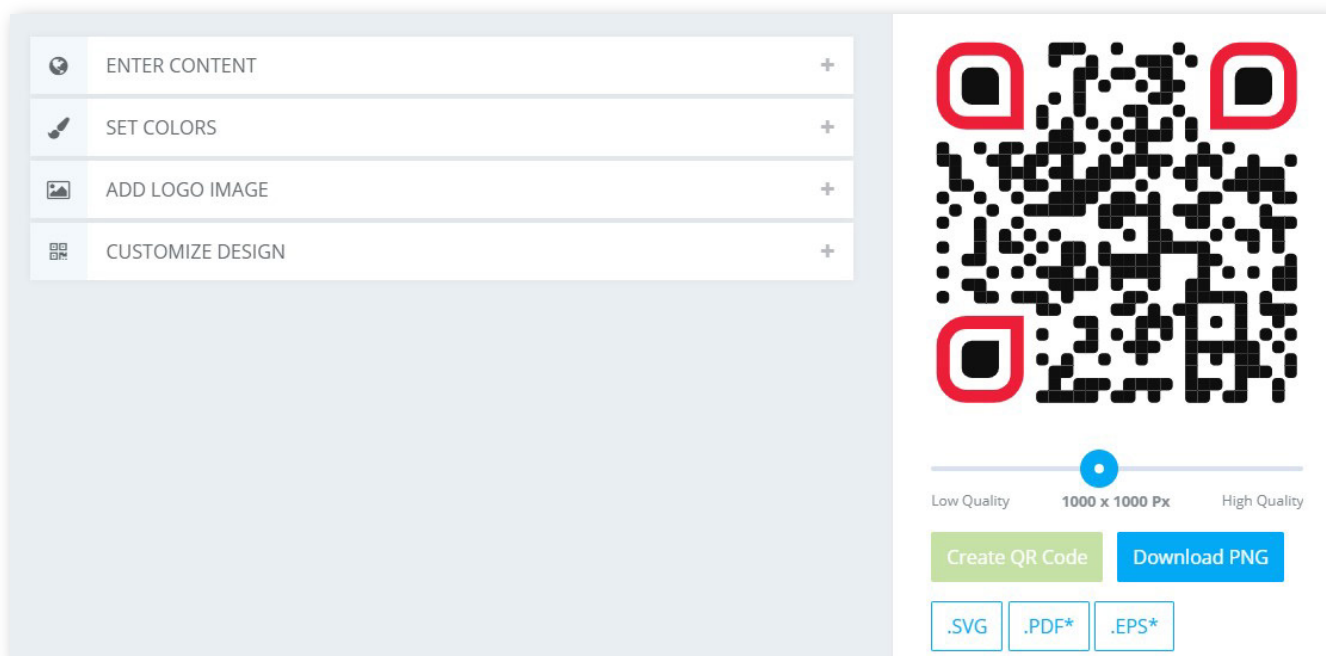 ENTER CONTENT +
SET COLORS +
ADD LOGO IMAGE +
CUSTOMIZE DESIGN +
Low Quality 1000 x 1000 Px High Quality
Create QR Code Download PNG
.SVG .PDF* .EPS*